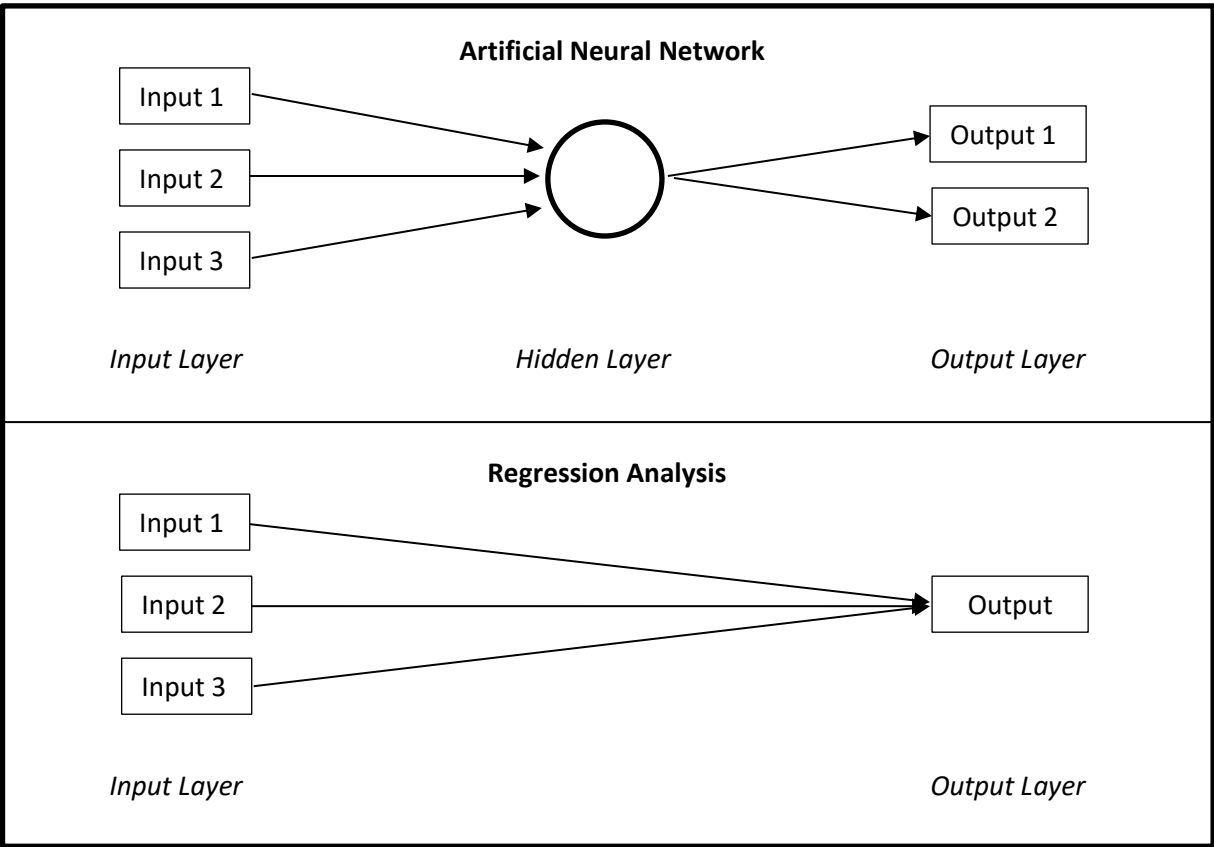 Artificial Neural Network
Input 1
Input 2
Input 3
Output 1
Output 2
Input Layer
Hidden Layer
Output Layer
Regression Analysis
Input 1
Input 2
Input 3
Output
Input Layer
Output Layer